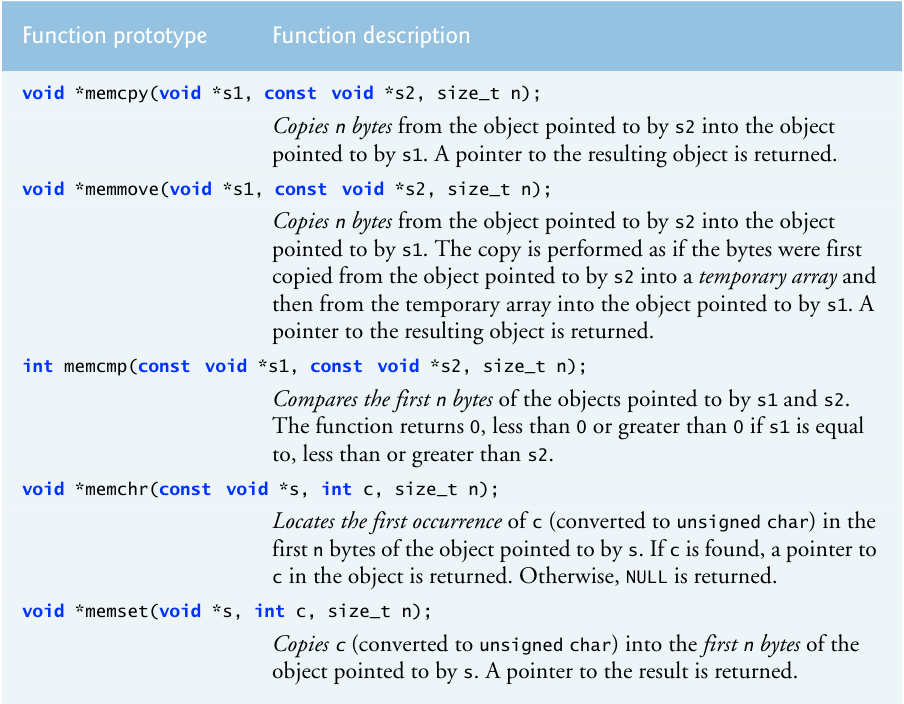 Function prototype Function description
void *memcpy(void *s1, const void *s2, size_t n);
Copies n bytes from the object pointed to by s2 into the object
pointed to by s1. A pointer to the resulting object is returned.
void *memmove(void *s1, const void *s2, size_t n);
Copies n bytes from the object pointed to by s2 into the object
pointed to by s1. The copy is performed as if the bytes were first
copied from the object pointed to by s2 into a temporary array and
then from the temporary array into the object pointed to by s1. A
pointer to the resulting object is returned.
int memcmp(const void *s1, const void *s2, size_t n);
Compares the first n bytes of the objects pointed to by s1 and s2.
The function returns 0, less than 0 or greater than 0 if s1 is equal
to, less than or greater than s2.
void *memchr(const void *s, int c, size_t n);
Locates the first occurrence of c (converted to unsigned char) in the
first n bytes of the object pointed to by s. If c is found, a pointer to
c in the object is returned. Otherwise, NULL is returned.
void *memset(void *s, int c, size_t n);
Copies c (converted to unsigned char) into the first n bytes of the
object pointed to by s. A pointer to the result is returned.